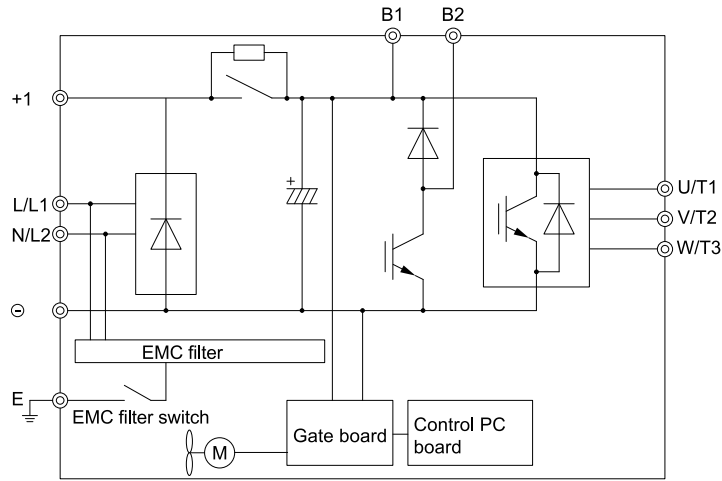 B1
B2
+1
+
L/L1
N/L2
U/T1
V/T2
W/T3
⊖
EMC filter
E
EMC filter switch
Gate board
Control PC
board
M